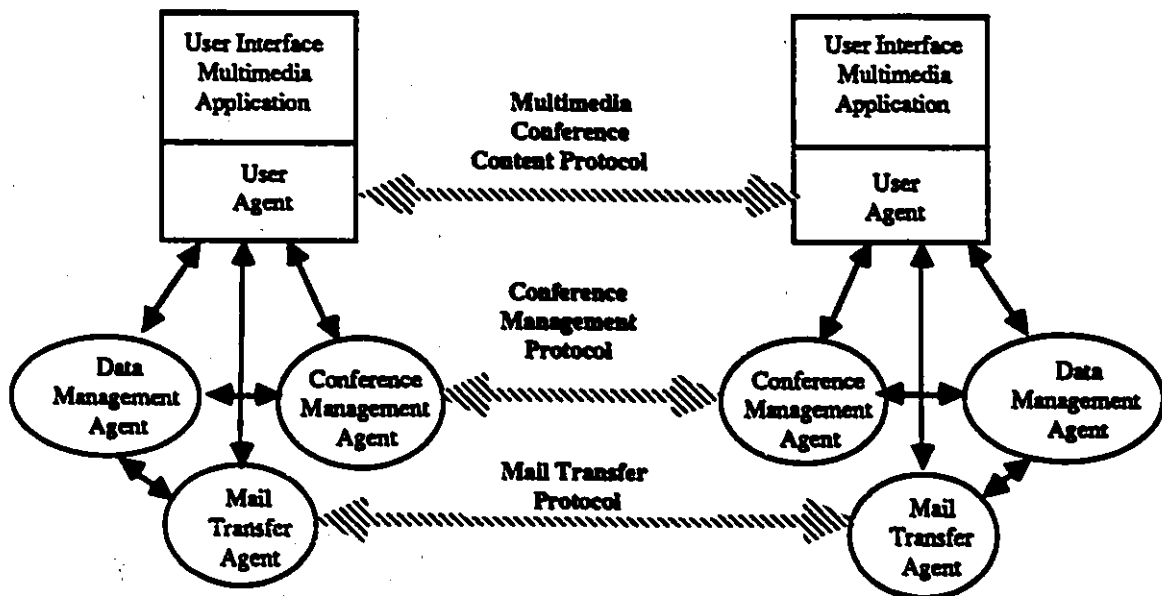 User Interface
Multimedia
Application
User
Agent
Multimedia
Conference
Content Protocol
User Interface
Multimedia
Application
User
Agent
Conference
Management
Protocol
Data
Management
Agent
Conference
Management
Agent
Conference
Management
Agent
Data
Management
Agent
Mail Transfer
Protocol
Mail
Transfer
Agent
Mail
Transfer
Agent